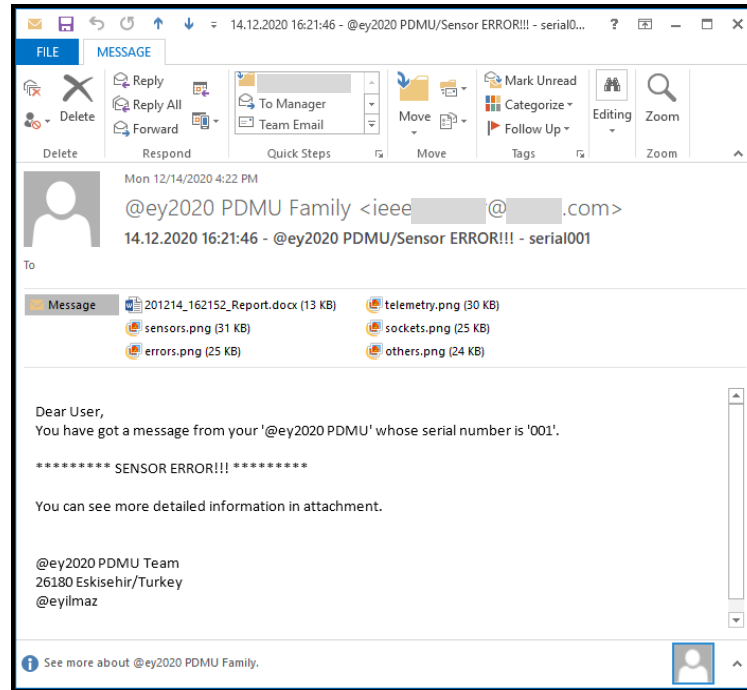 14.12.2020 16:21:46 - @ey2020 PDMU/Sensor ERROR!!! - serial0...
FILE MESSAGE
Delete
Reply
Reply All
Forward
To Manager
Team Email
Move
Mark Unread
Categorize
Follow Up
Editing
Zoom
Delete Respond Quick Steps Move Tags Zoom
Mon 12/14/2020 4:22 PM
@ey2020 PDMU Family <ieee @ .com>
14.12.2020 16:21:46 - @ey2020 PDMU/Sensor ERROR!!! - serial001
To
Message 201214_162152_Report.docx (13 KB) telemetry.png (30 KB)
sensors.png (31 KB) sockets.png (25 KB)
errors.png (25 KB) others.png (24 KB)
Dear User,
You have got a message from your '@ey2020 PDMU' whose serial number is '001'.
********* SENSOR ERROR!!! *********
You can see more detailed information in attachment.
@ey2020 PDMU Team
26180 Eskisehir/Turkey
@eyilmaz
See more about @ey2020 PDMU Family.